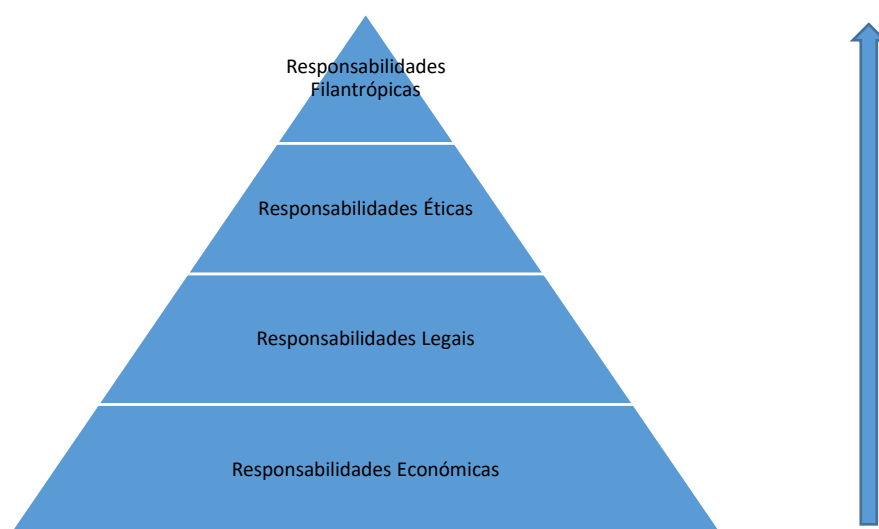 Responsabilidades
Filantrópicas
Responsabilidades Éticas
Responsabilidades Legais
Responsabilidades Económicas